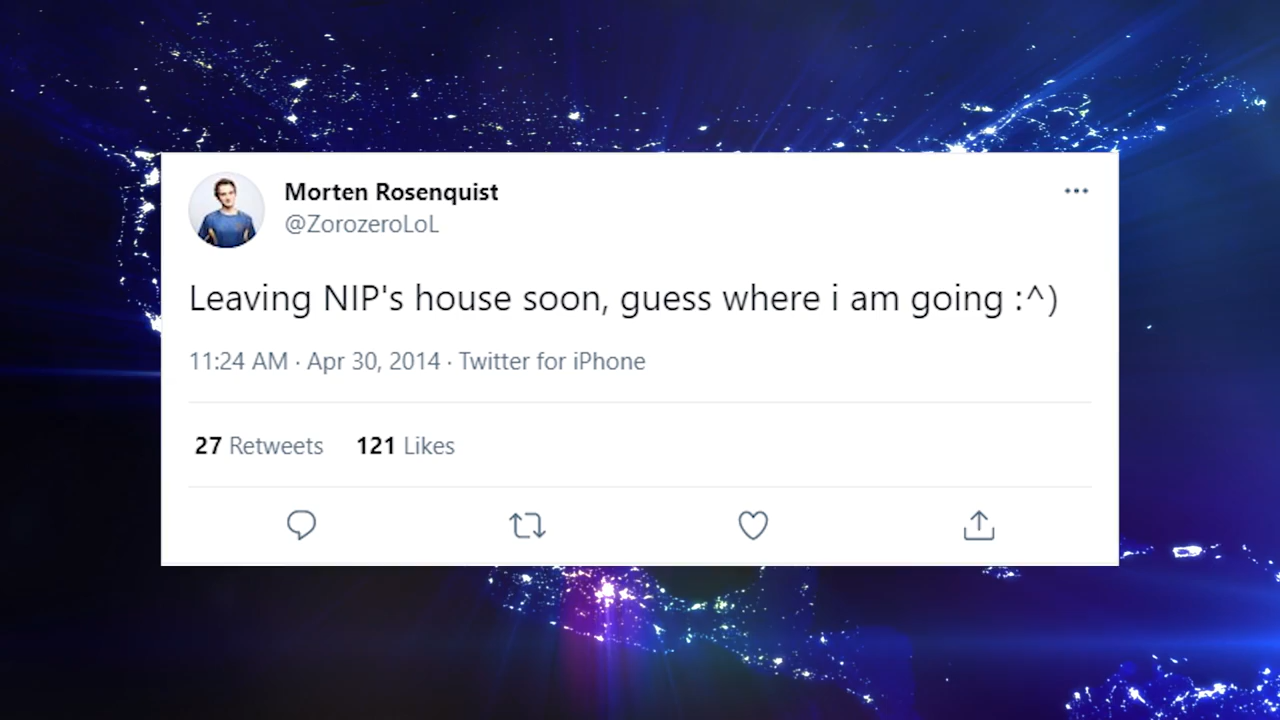 Morten Rosenquist
@ZorozeroLoL
Leaving NIP's house soon, guess where i am going :^)
11:24 AM · Apr 30, 2014 · Twitter for iPhone
27 Retweets 121 Likes